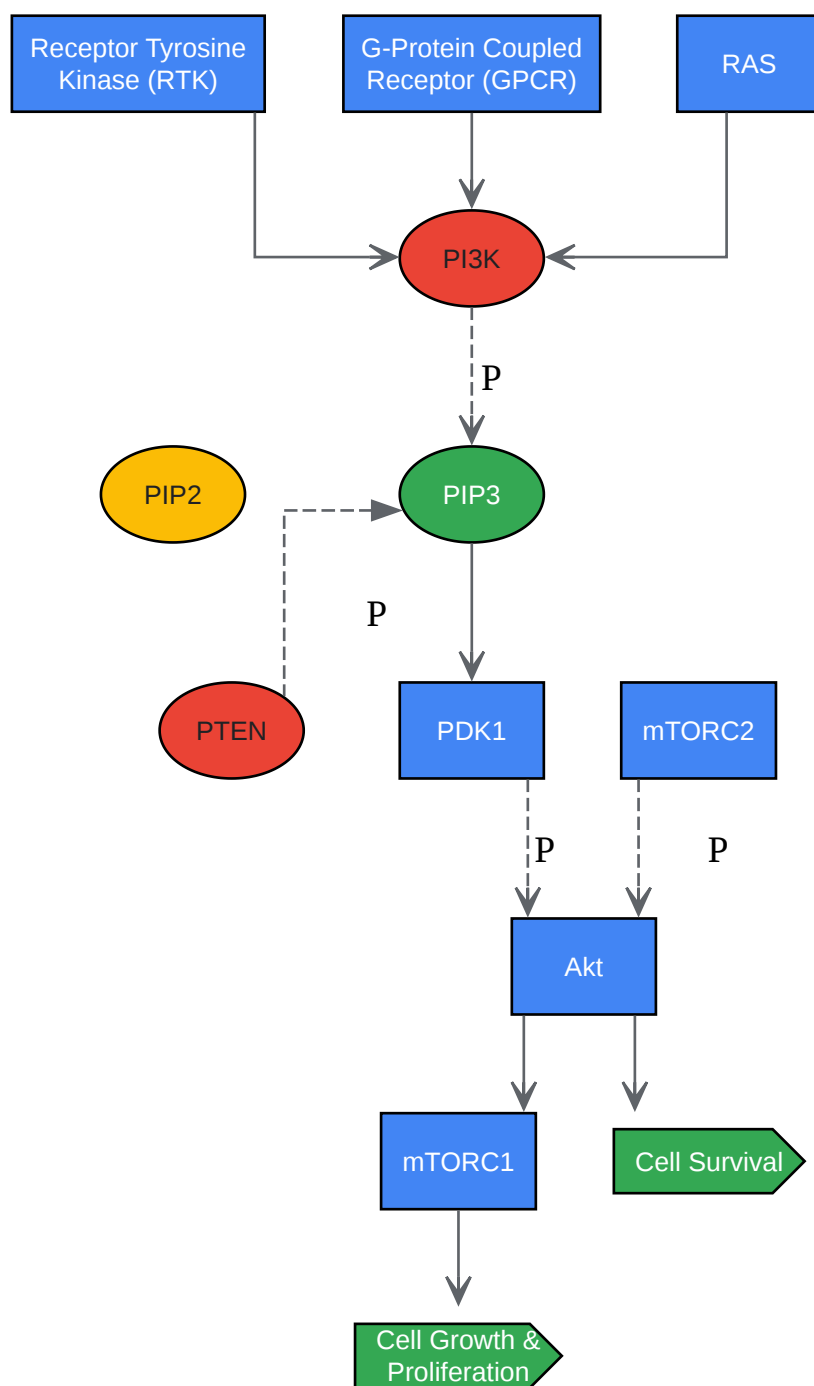 Receptor Tyrosine
Kinase (RTK)
G-Protein Coupled
Receptor (GPCR)
RAS
PI3K
P
PIP2
PIP3
P
PTEN
PDK1
mTORC2
P
P
Akt
mTORC1
Cell Survival
Cell Growth &
Proliferation